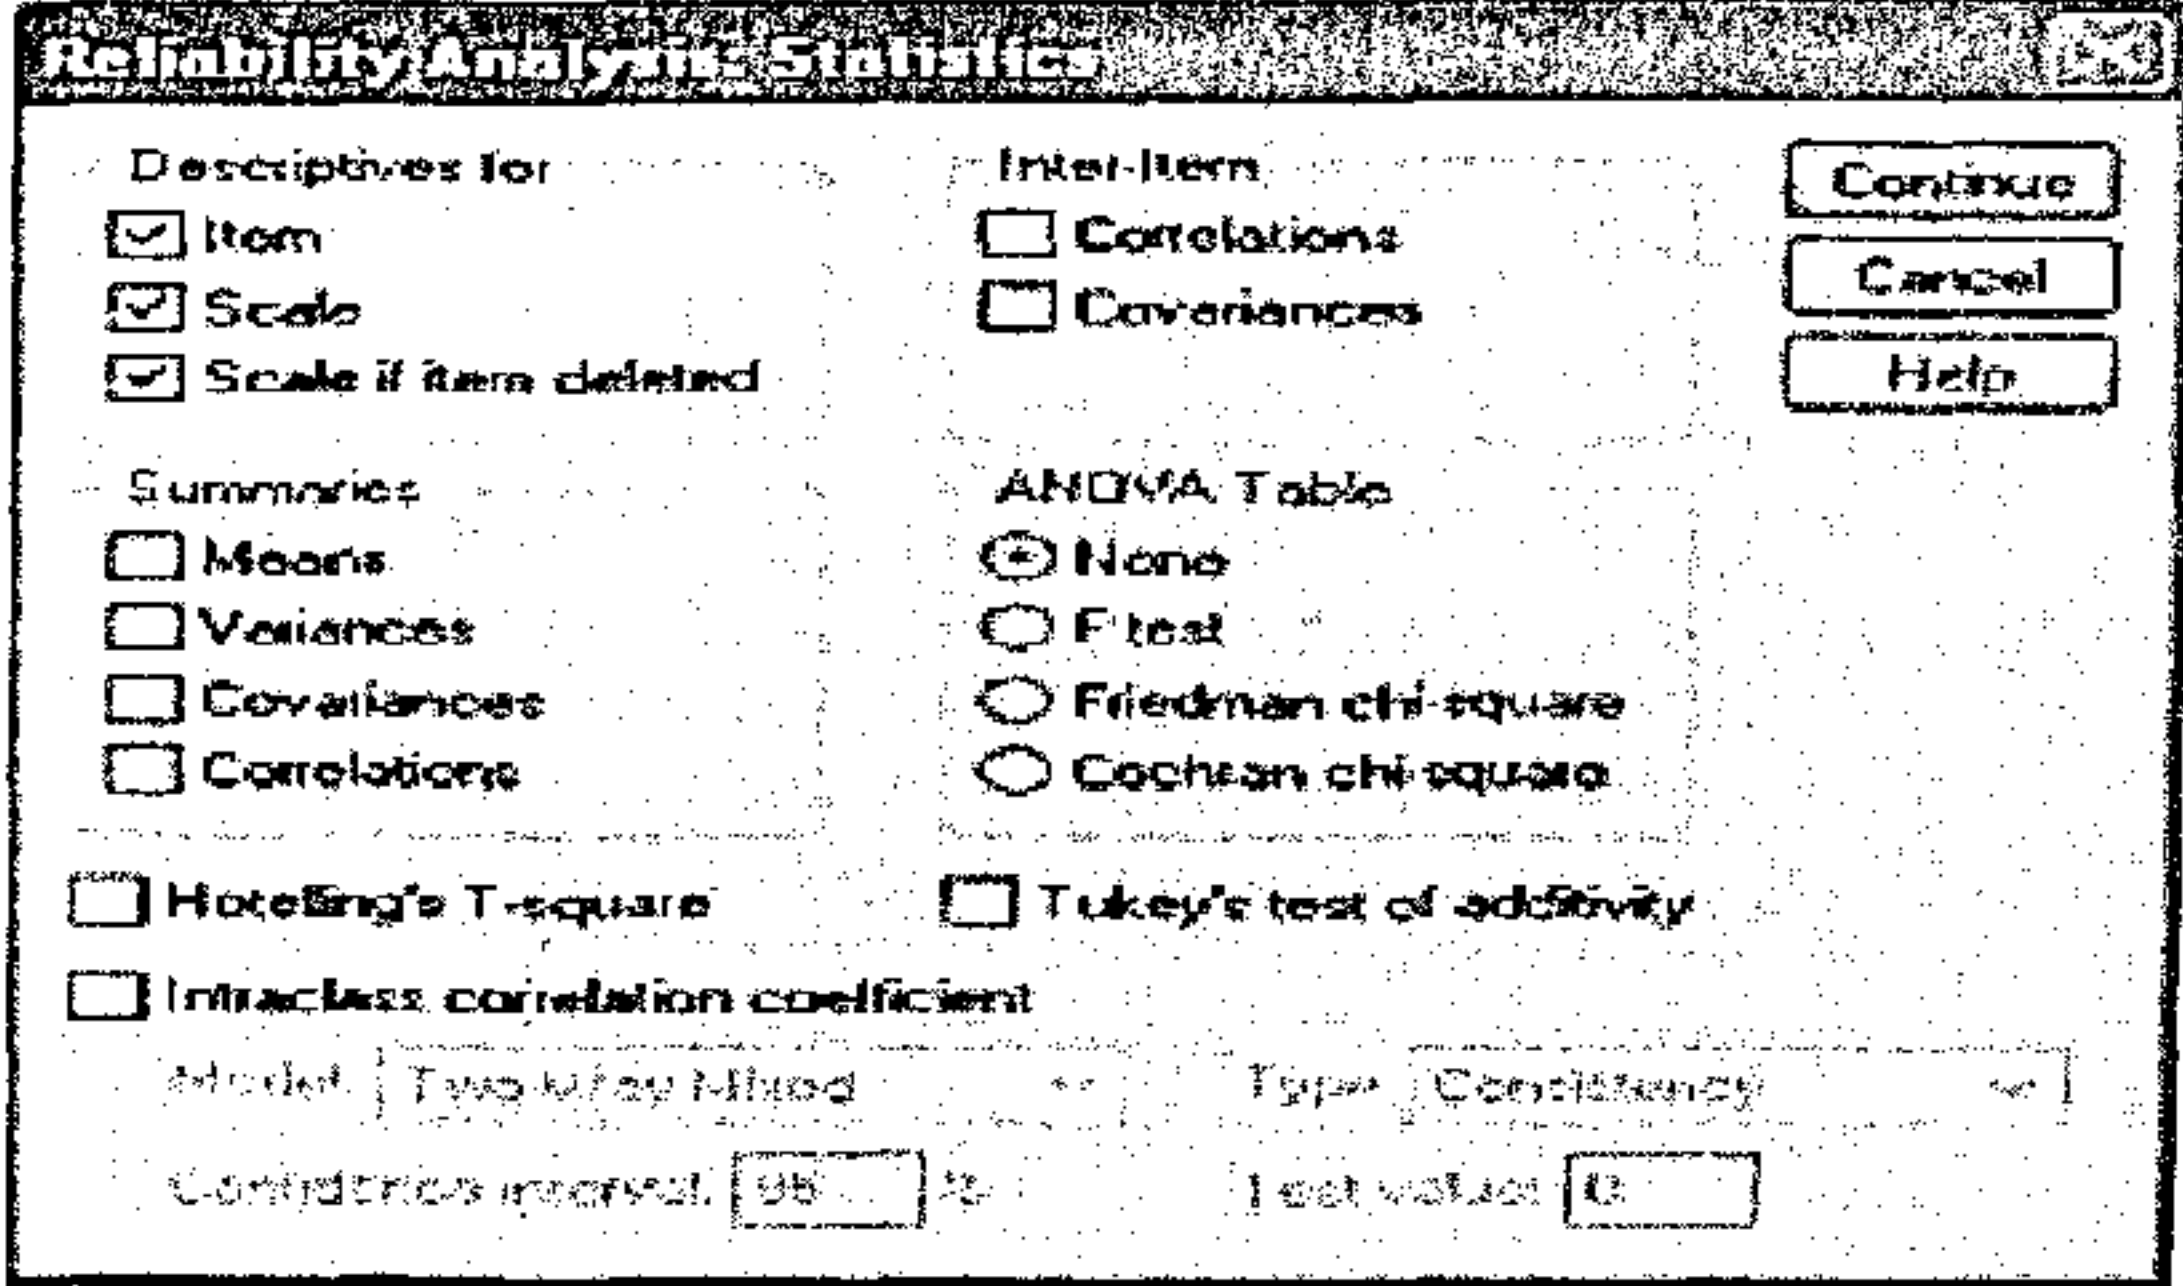 Reliability Analysis: Statistics
Descriptives for
Item
Scale
Scale if item deleted
Inter-Item
Correlations
Covariances
Continue
Cancel
Help
Summaries
Means
Variances
Covariances
Correlations
ANOVA Table
None
F test
Friedman chi-square
Cochran chi-square
Hotelling's T-square
Tukey's test of additivity
Intraclass correlation coefficient
Model: Two-Way Mixed
Type: Consistency
Confidence interval: 95 %
Test value: 0